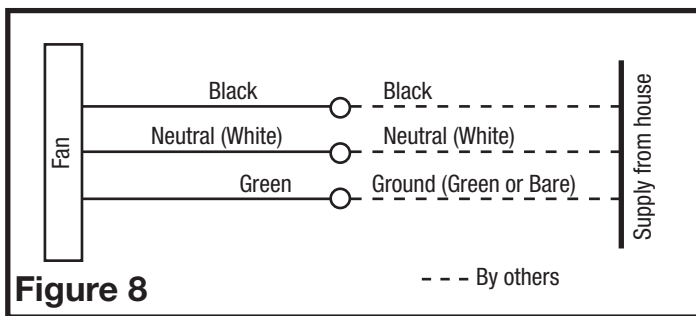 Fan
Black
Black
Neutral (White)
Neutral (White)
Green
Ground (Green or Bare)
Supply from house
Figure 8
--- By others